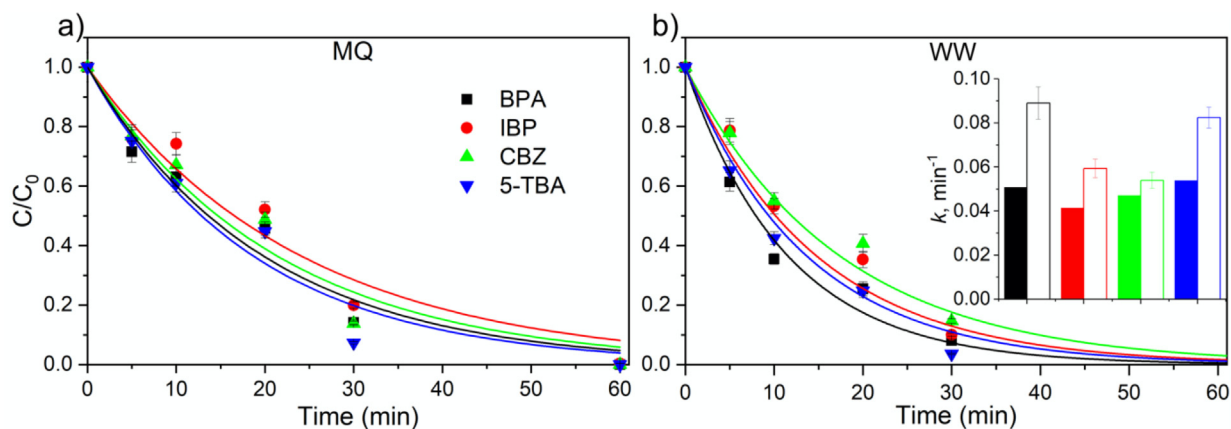 a)
MQ
C/C₀
1.0
0.8
0.6
0.4
0.2
0.0
BPA
IBP
CBZ
5-TBA
0 10 20 30 40 50 60
Time (min)
b)
WW
1.0
0.8
0.6
0.4
0.2
0.0
k, min⁻¹
0.10
0.08
0.06
0.04
0.02
0.00
0 10 20 30 40 50 60
Time (min)